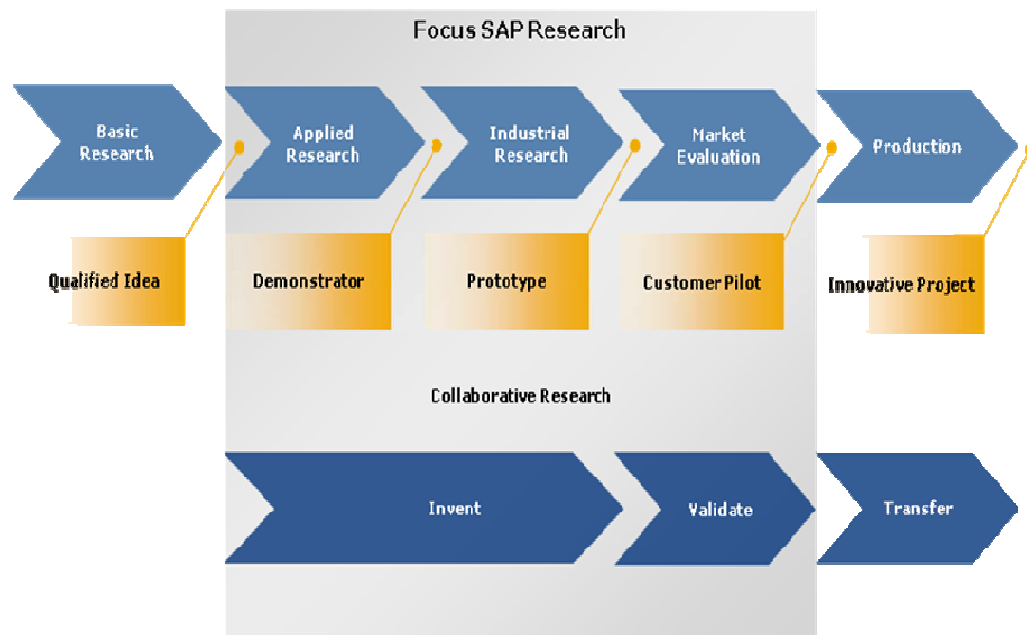 Focus SAP Research
Basic
Research
Applied
Research
Industrial
Research
Market
Evaluation
Production
Qualified Idea
Demonstrator
Prototype
Customer Pilot
Innovative Project
Collaborative Research
Invent
Validate
Transfer